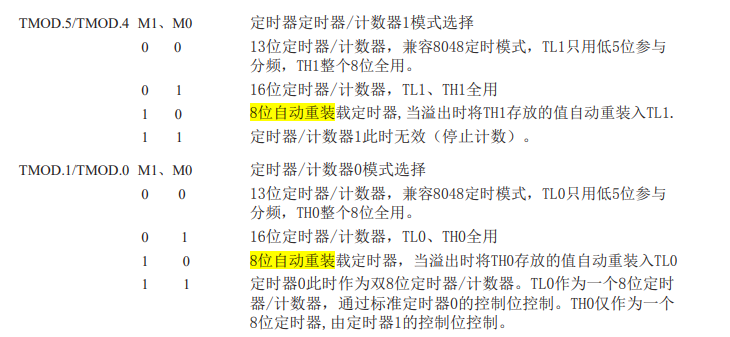 TMOD.5/TMOD.4 M1、M0 定时器定时器/计数器1模式选择
0 0 13位定时器/计数器，兼容8048定时模式，TL1只用低5位参与
分频，TH1整个8位全用。
0 1 16位定时器/计数器，TL1、TH1全用
1 0 8位自动重装载定时器,当溢出时将TH1存放的值自动重装入TL1.
1 1 定时器/计数器1此时无效（停止计数）。
TMOD.1/TMOD.0 M1、M0 定时器/计数器0模式选择
0 0 13位定时器/计数器，兼容8048定时模式，TL0只用低5位参与
分频，TH0整个8位全用。
0 1 16位定时器/计数器，TL0、TH0全用
1 0 8位自动重装载定时器，当溢出时将TH0存放的值自动重装入TL0
1 1 定时器0此时作为双8位定时器/计数器。TL0作为一个8位定时
器/计数器，通过标准定时器0的控制位控制。TH0仅作为一个
8位定时器,由定时器1的控制位控制。